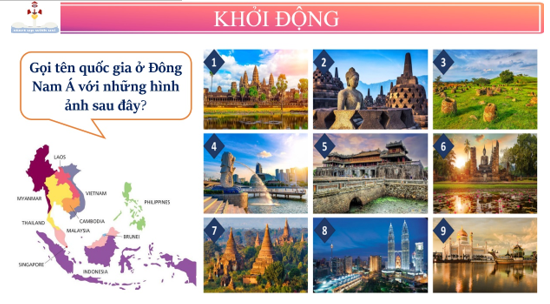 KHỞI ĐỘNG
Gọi tên quốc gia ở Đông
Nam Á với những hình
ảnh sau đây?
1
2
3
4
5
6
7
8
9
LAOS
MYANMAR
VIETNAM
PHILIPPINES
THAILAND
CAMBODIA
MALAYSIA
BRUNEI
SINGAPORE
INDONESIA